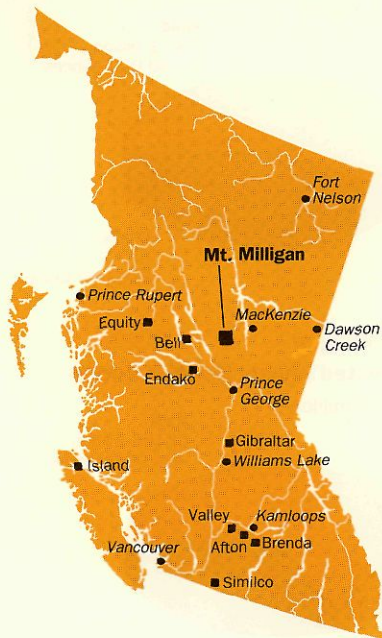 Fort
Nelson
Mt. Milligan
Prince Rupert
MacKenzie
Equity
Dawson
Creek
Bell
Endako
Prince
George
Gibraltar
Williams Lake
Island
Valley
Kamloops
Afton
Brenda
Vancouver
Similco